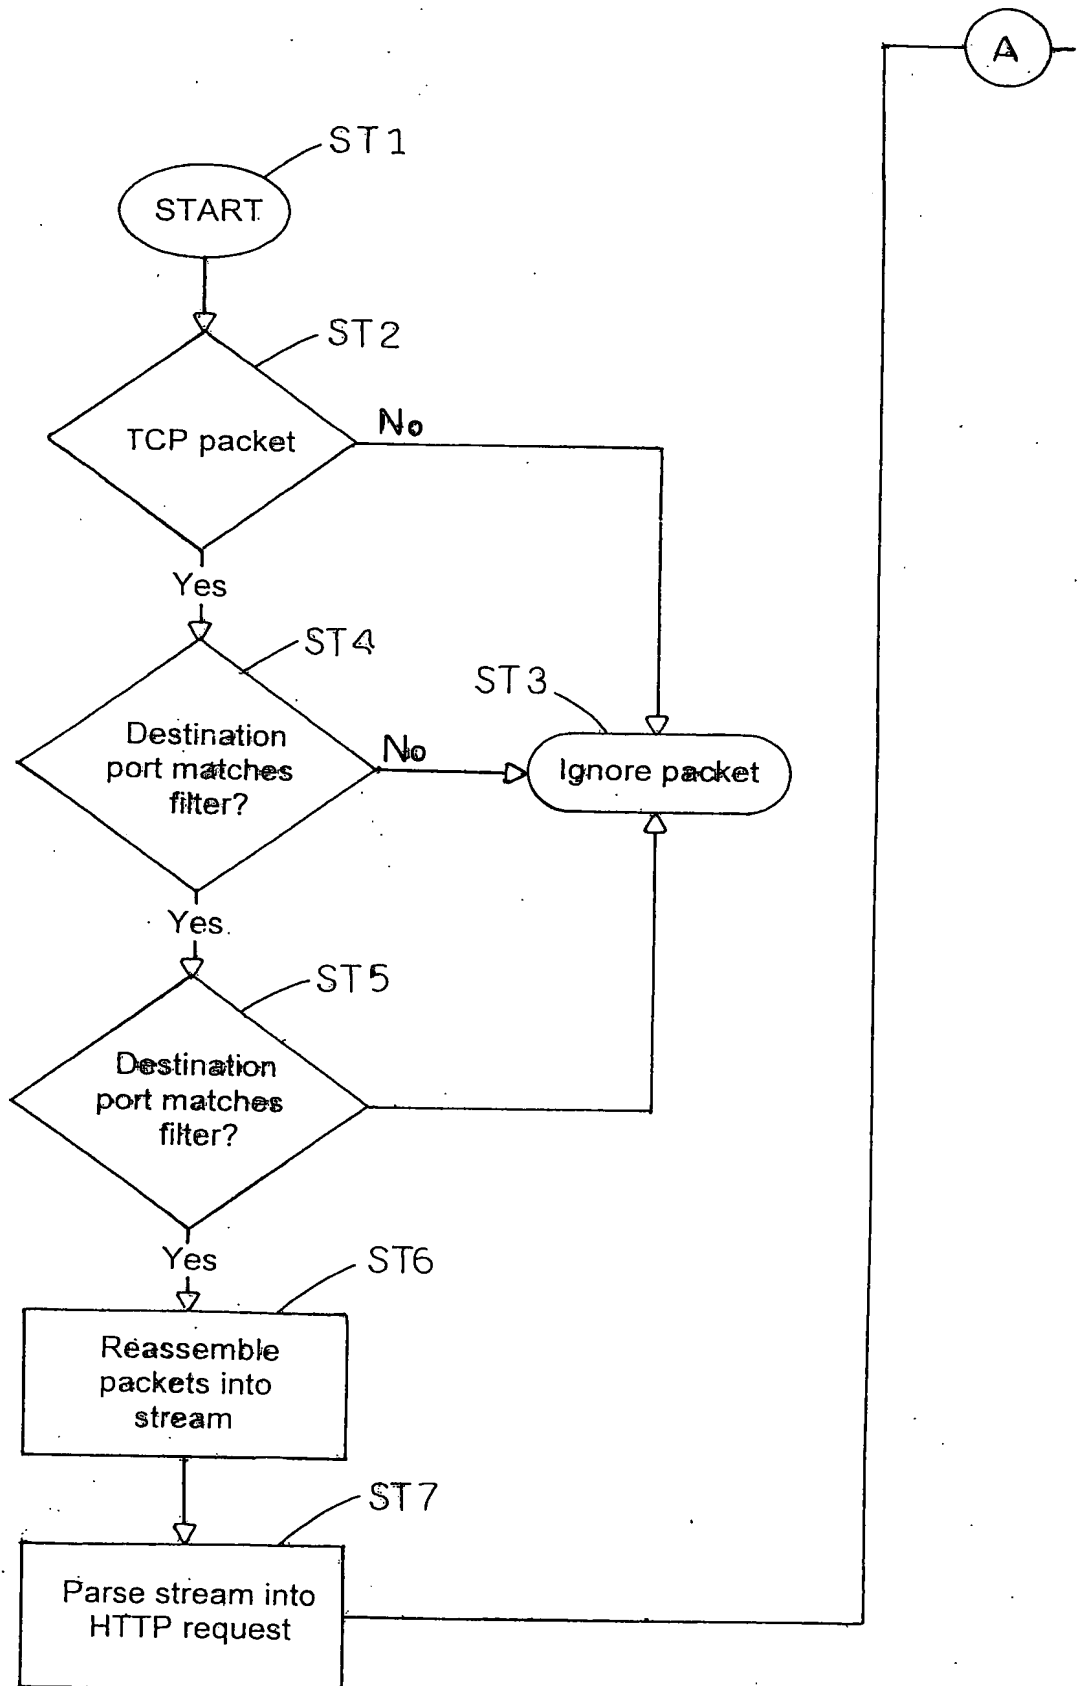 A
ST1
START
ST2
TCP packet
No
Yes
ST4
ST3
Destination
port matches
filter?
No
Ignore packet
Yes
ST5
Destination
port matches
filter?
Yes
ST6
Reassemble
packets into
stream
ST7
Parse stream into
HTTP request